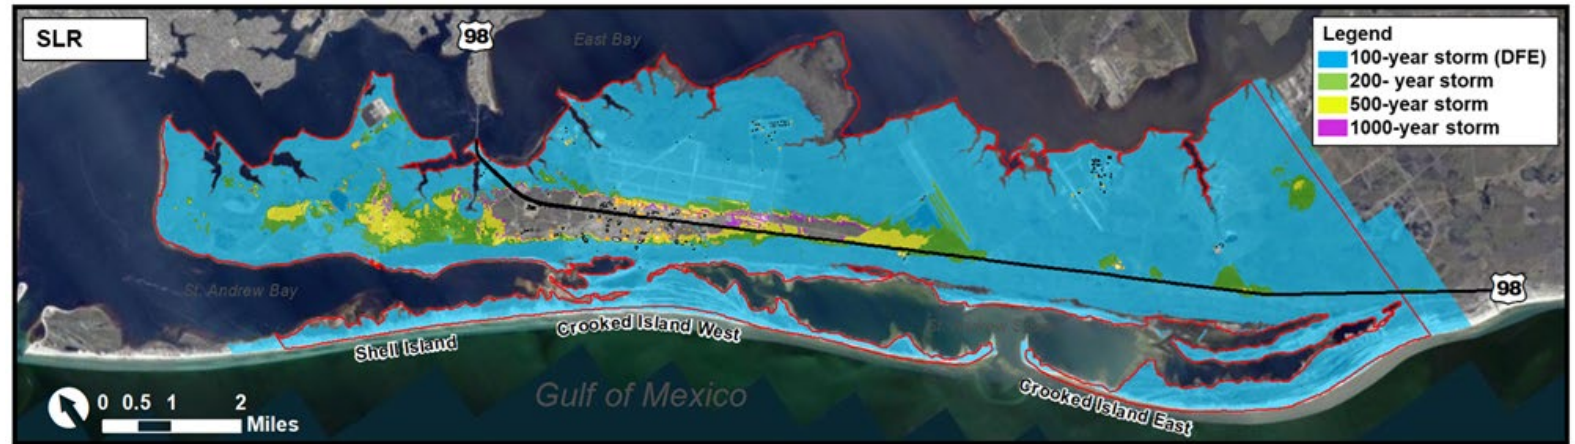 SLR
98
East Bay
Legend
100-year storm (DFE)
200- year storm
500-year storm
1000-year storm
St. Andrew Bay
98
Shell Island
Crooked Island West
Crooked Island East
Gulf of Mexico
0 0.5 1 2
Miles